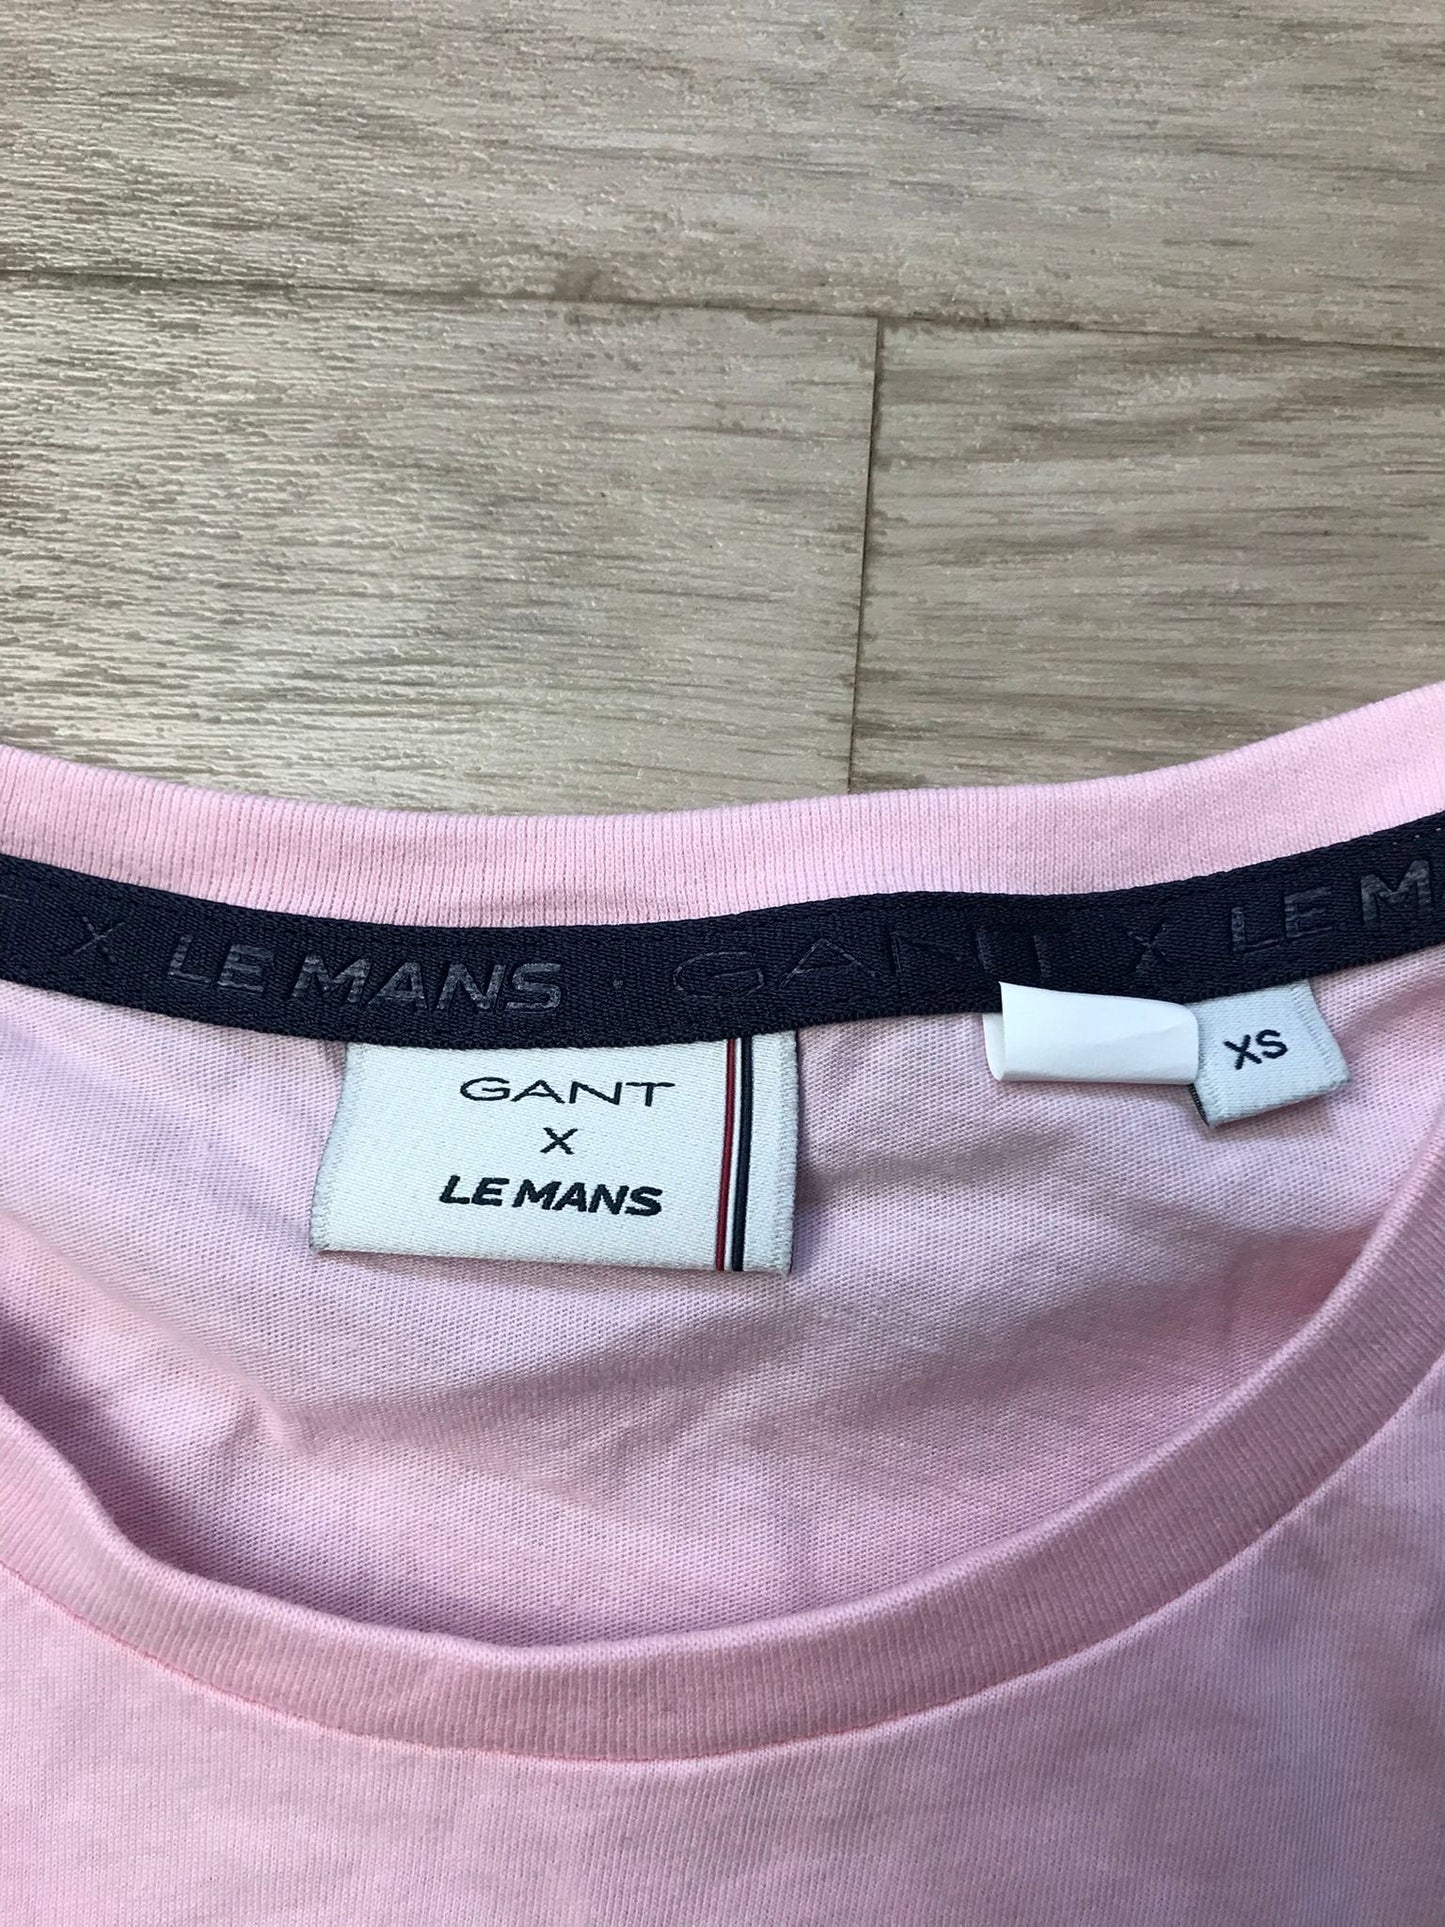 X LE MANS · GANT X LE M
GANT
X
LE MANS
XS